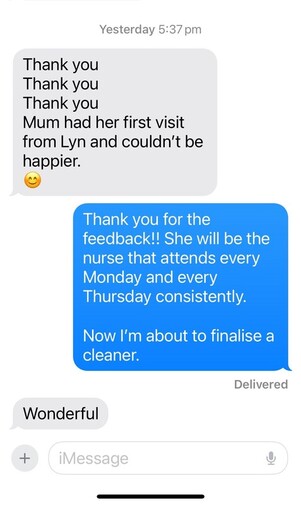 Yesterday 5:37 pm
Thank you
Thank you
Thank you
Mum had her first visit
from Lyn and couldn't be
happier.
😊
Thank you for the
feedback!! She will be the
nurse that attends every
Monday and every
Thursday consistently.
Now I'm about to finalise a
cleaner.
Delivered
Wonderful
iMessage